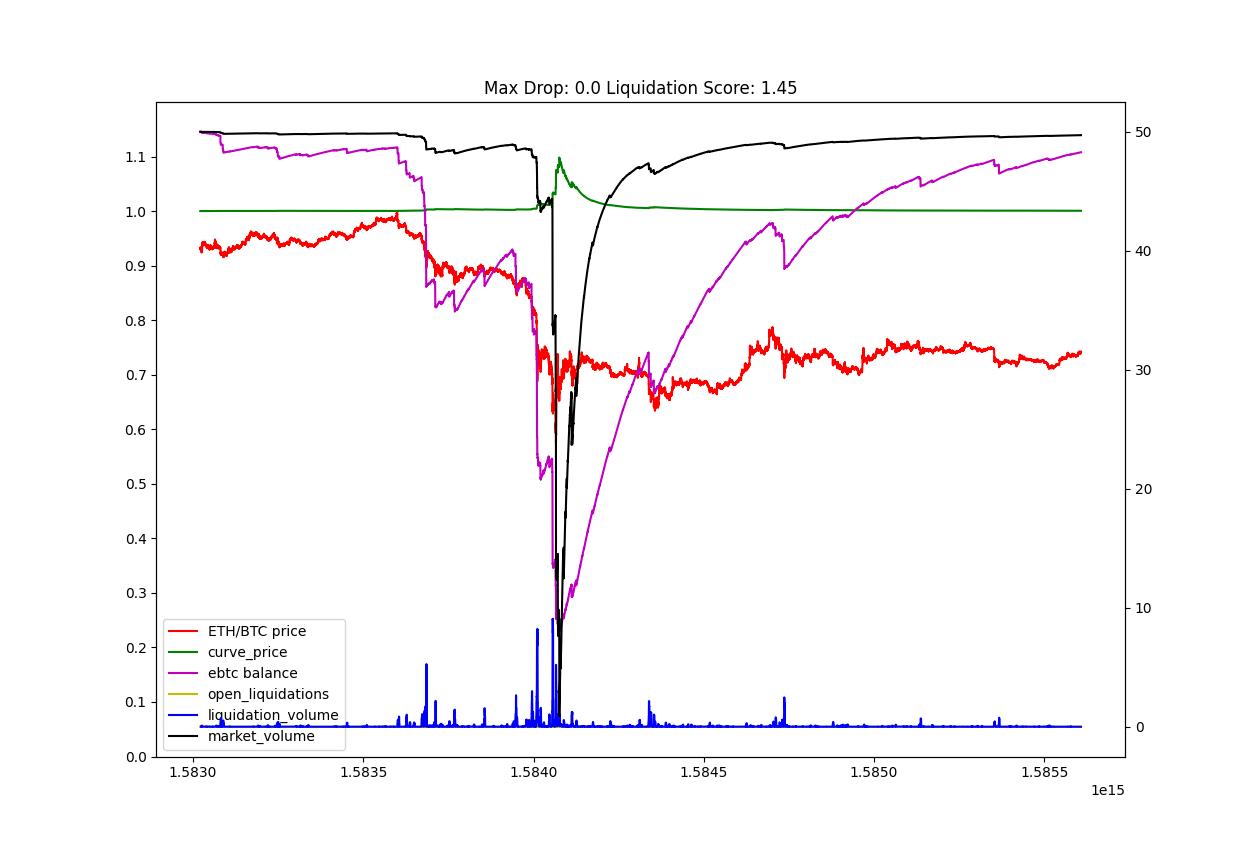 Max Drop: 0.0 Liquidation Score: 1.45
1.1
1.0
0.9
0.8
0.7
0.6
0.5
0.4
0.3
0.2
0.1
0.0
50
40
30
20
10
0
ETH/BTC price
curve_price
ebtc balance
open_liquidations
liquidation_volume
market_volume
1.5830 1.5835 1.5840 1.5845 1.5850 1.5855
1e15